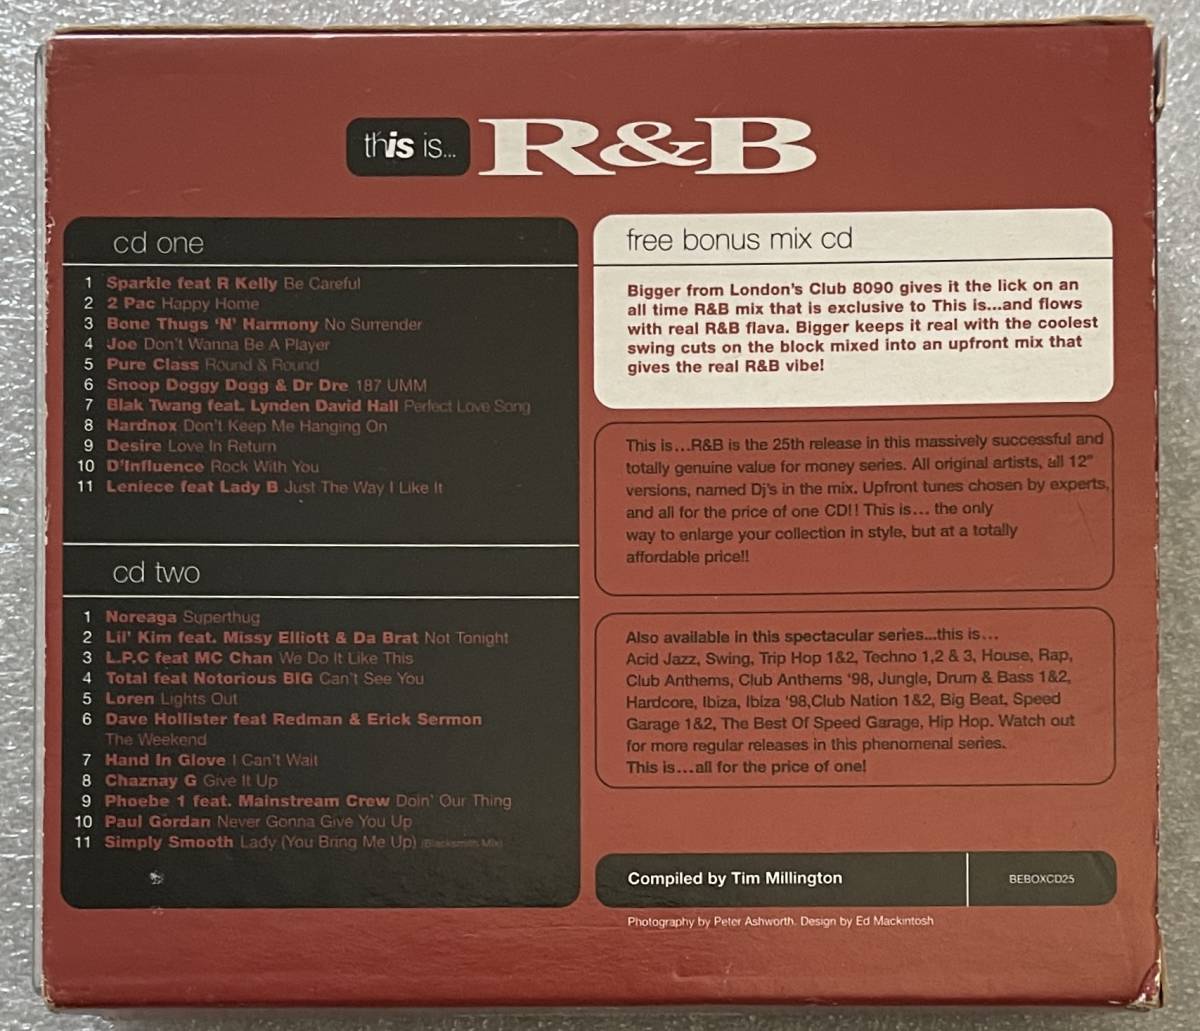 this is... R&B
cd one
1 Sparkle feat R Kelly Be Careful
2 2 Pac Happy Home
3 Bone Thugs 'N' Harmony No Surrender
4 Joe Don't Wanna Be A Player
5 Pure Class Round & Round
6 Snoop Doggy Dogg & Dr Dre 187 UMM
7 Blak Twang feat. Lynden David Hall Perfect Love Song
8 Hardnox Don't Keep Me Hanging On
9 Desire Love In Return
10 D'Influence Rock With You
11 Leniece feat Lady B Just The Way I Like It
cd two
1 Noreaga Superthug
2 Lil' Kim feat. Missy Elliott & Da Brat Not Tonight
3 L.P.C feat MC Chan We Do It Like This
4 Total feat Notorious BIG Can't See You
5 Loren Lights Out
6 Dave Hollister feat Redman & Erick Sermon
The Weekend
7 Hand In Glove I Can't Wait
8 Chaznay G Give It Up
9 Phoebe 1 feat. Mainstream Crew Doin' Our Thing
10 Paul Gordan Never Gonna Give You Up
11 Simply Smooth Lady (You Bring Me Up) (Blacksmith Mix)
free bonus mix cd
Bigger from London's Club 8090 gives it the lick on an
all time R&B mix that is exclusive to This is...and flows
with real R&B flava. Bigger keeps it real with the coolest
swing cuts on the block mixed into an upfront mix that
gives the real R&B vibe!
This is...R&B is the 25th release in this massively successful and
totally genuine value for money series. All original artists, all 12"
versions, named Dj's in the mix. Upfront tunes chosen by experts,
and all for the price of one CD!! This is... the only
way to enlarge your collection in style, but at a totally
affordable price!!
Also available in this spectacular series...this is...
Acid Jazz, Swing, Trip Hop 1&2, Techno 1,2 & 3, House, Rap,
Club Anthems, Club Anthems '98, Jungle, Drum & Bass 1&2,
Hardcore, Ibiza, Ibiza '98,Club Nation 1&2, Big Beat, Speed
Garage 1&2, The Best Of Speed Garage, Hip Hop. Watch out
for more regular releases in this phenomenal series.
This is...all for the price of one!
Compiled by Tim Millington
BEBOXCD25
Photography by Peter Ashworth. Design by Ed Mackintosh